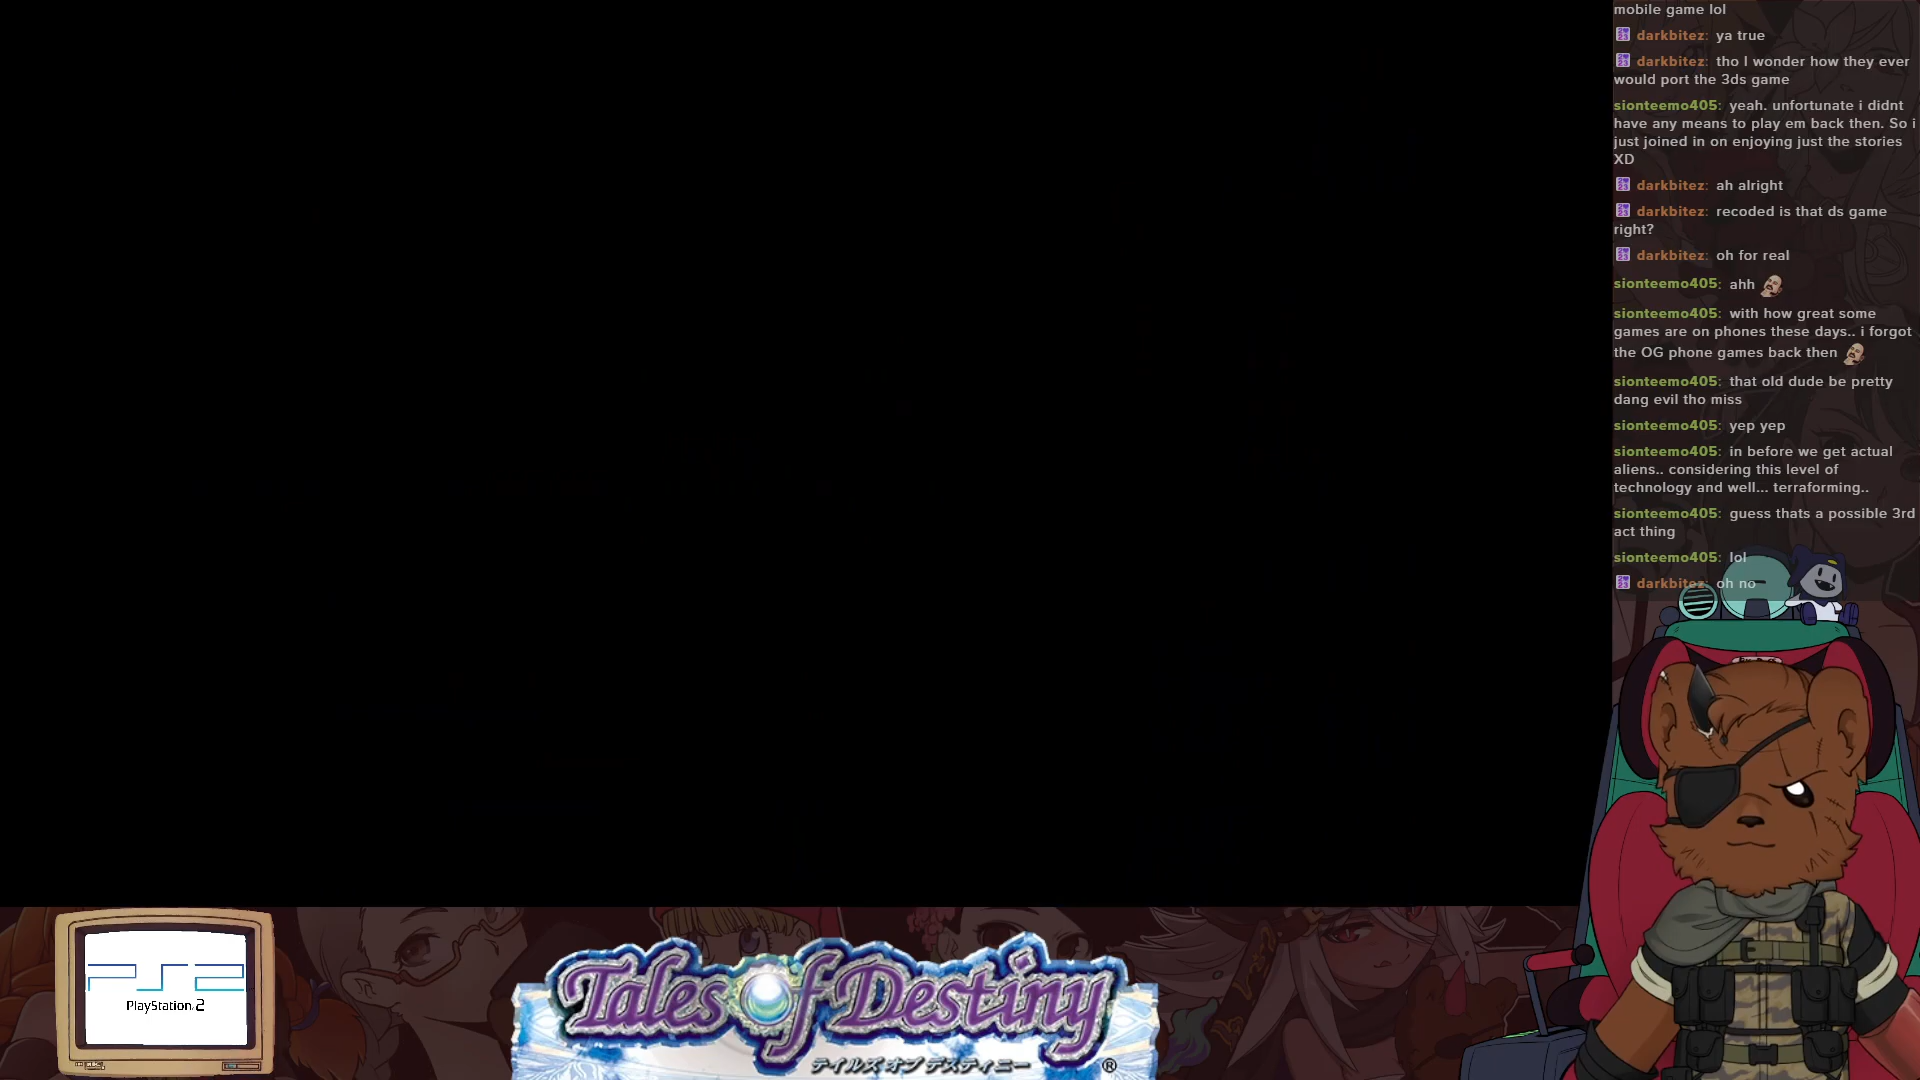 mobile game lol
darkbitez: ya true
darkbitez: tho I wonder how they ever
would port the 3ds game
sionteemo405: yeah. unfortunate i didnt
have any means to play em back then. So i
just joined in on enjoying just the stories
XD
darkbitez: ah alright
darkbitez: recoded is that ds game
right?
darkbitez: oh for real
sionteemo405: ahh
sionteemo405: with how great some
games are on phones these days.. i forgot
the OG phone games back then
sionteemo405: that old dude be pretty
dang evil tho miss
sionteemo405: yep yep
sionteemo405: in before we get actual
aliens.. considering this level of
technology and well... terraforming..
sionteemo405: guess thats a possible 3rd
act thing
sionteemo405: lol
darkbitez: oh no
PS2
PlayStation 2
Tales of Destiny
テイルズ オブ デスティニー ®